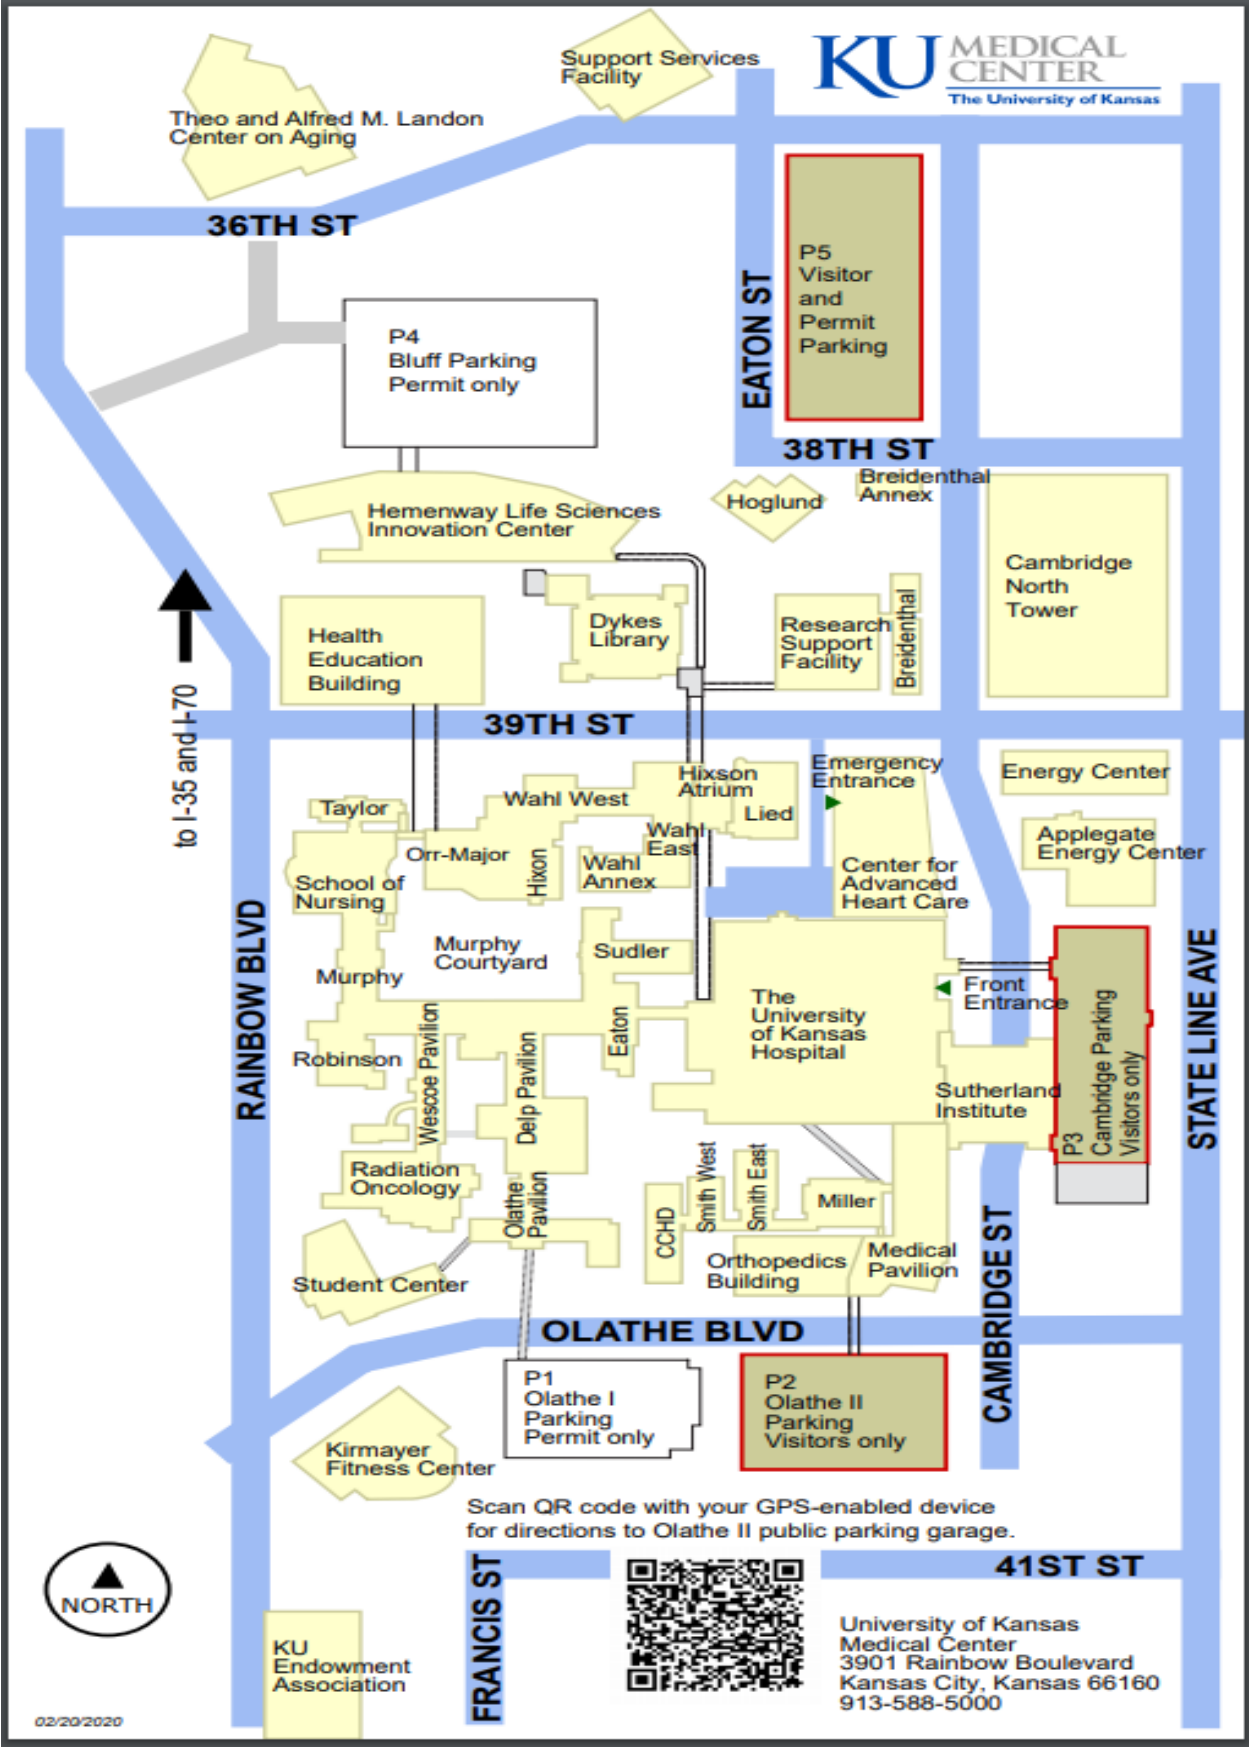 Support Services
Facility
KU MEDICAL
CENTER
The University of Kansas
Theo and Alfred M. Landon
Center on Aging
36TH ST
P5
Visitor
and
Permit
Parking
EATON ST
P4
Bluff Parking
Permit only
38TH ST
Breidenthal
Annex
Hoglund
Hemenway Life Sciences
Innovation Center
Cambridge
North
Tower
Dykes
Library
Research
Support
Facility
Breidenthal
Health
Education
Building
to I-35 and I-70
39TH ST
Emergency
Entrance
Energy Center
Hixson
Atrium
Wahl West
Taylor
Lied
Wahl
East
Applegate
Energy Center
Orr-Major
Hixon
Wahl
Annex
Center for
Advanced
Heart Care
School of
Nursing
RAINBOW BLVD
Murphy
Courtyard
Sudler
STATE LINE AVE
Murphy
Front
Entrance
The
University
of Kansas
Hospital
Eaton
Wescoe Pavilion
Delp Pavilion
Robinson
P3
Cambridge Parking
Visitors only
Sutherland
Institute
Radiation
Oncology
Olathe
Pavilion
Smith West
Smith East
Miller
CCHD
Orthopedics
Building
Medical
Pavilion
Student Center
CAMBRIDGE ST
OLATHE BLVD
P1
Olathe I
Parking
Permit only
P2
Olathe II
Parking
Visitors only
Kirmayer
Fitness Center
Scan QR code with your GPS-enabled device
for directions to Olathe II public parking garage.
41ST ST
FRANCIS ST
NORTH
University of Kansas
Medical Center
3901 Rainbow Boulevard
Kansas City, Kansas 66160
913-588-5000
KU
Endowment
Association
02/20/2020